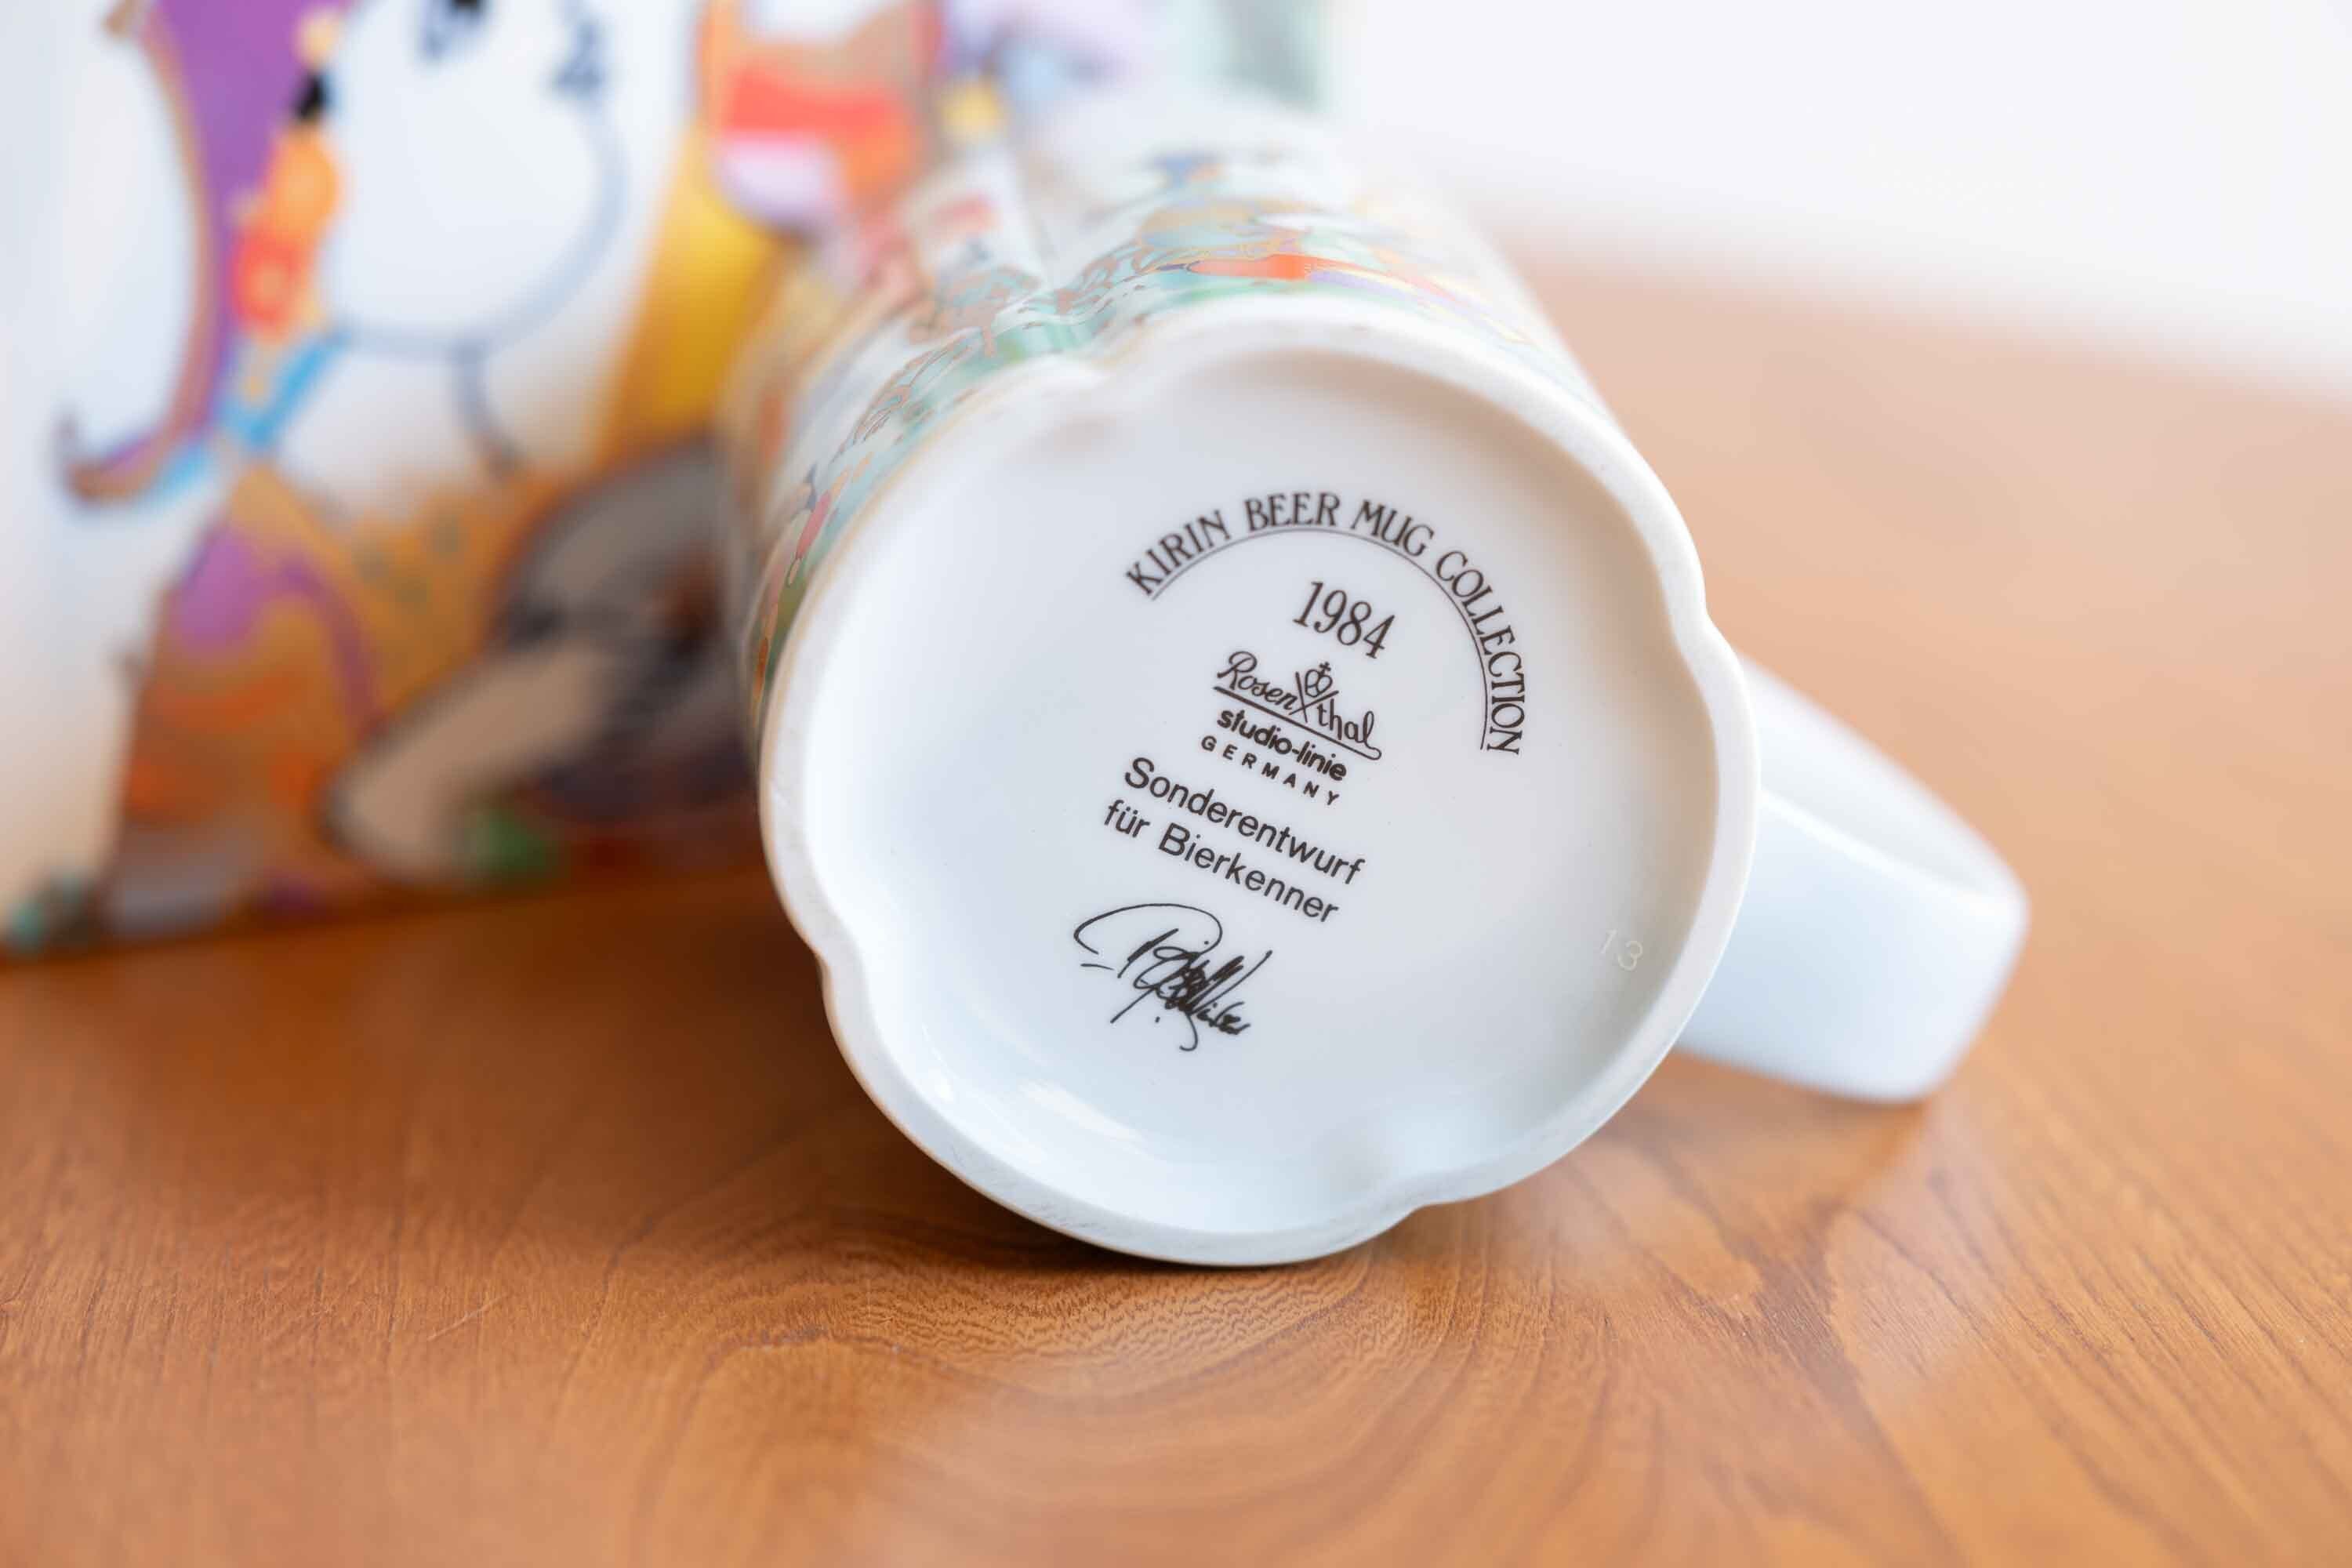 KIRIN BEER MUG COLLECTION
1984
Rosenthal
studio-linie
GERMANY
Sonderentwurf
für Bierkenner
13